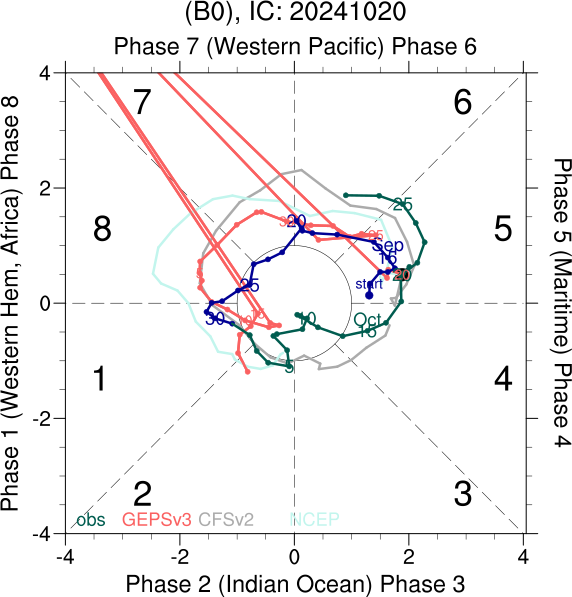 (B0), IC: 20241020
Phase 7 (Western Pacific) Phase 6
Phase 1 (Western Hem, Africa) Phase 8
Phase 5 (Maritime) Phase 4
4
7
6
25
2
20
25
8
Sep
5
16
20
start
25
0
30
10
Oct
15
5
1
4
-2
2
3
obs
GEPSv3
CFSv2
NCEP
-4
-4
-2
0
2
4
Phase 2 (Indian Ocean) Phase 3